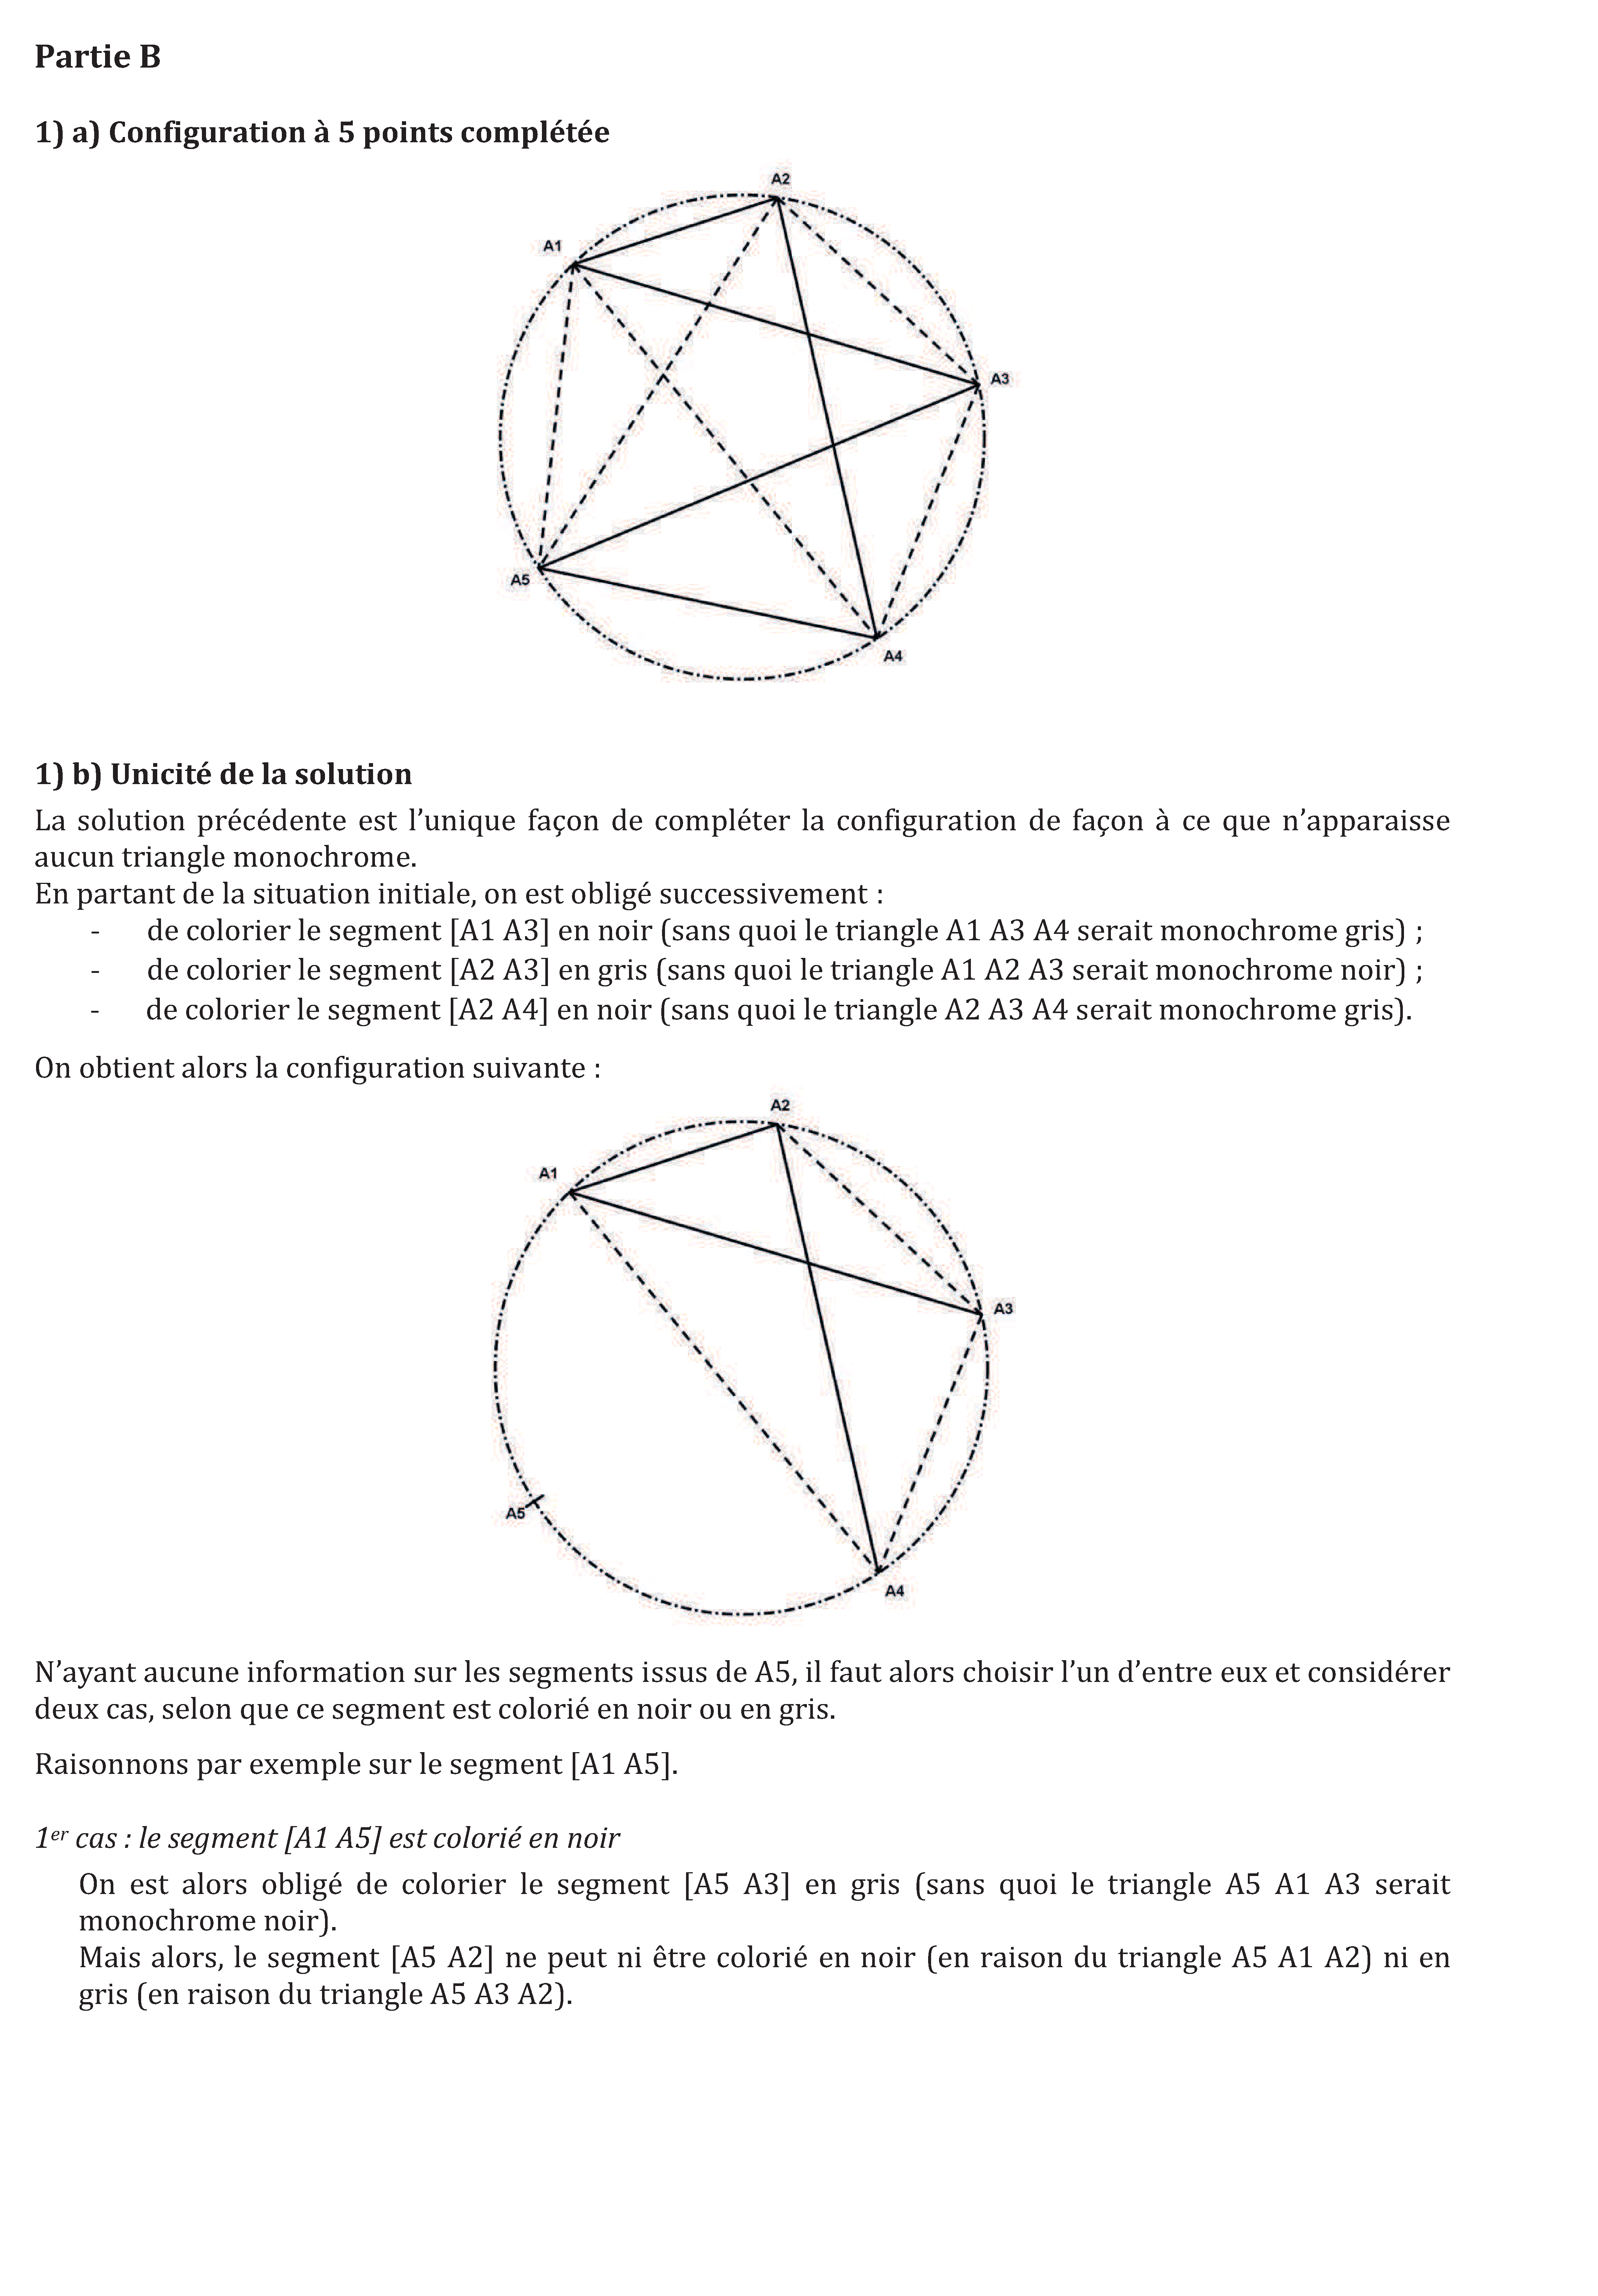 Partie B
1) a) Configuration à 5 points complétée
A2
A1
A3
A5
A4
1) b) Unicité de la solution
La solution précédente est l’unique façon de compléter la configuration de façon à ce que n’apparaisse
aucun triangle monochrome.
En partant de la situation initiale, on est obligé successivement :
- de colorier le segment [A1 A3] en noir (sans quoi le triangle A1 A3 A4 serait monochrome gris) ;
- de colorier le segment [A2 A3] en gris (sans quoi le triangle A1 A2 A3 serait monochrome noir) ;
- de colorier le segment [A2 A4] en noir (sans quoi le triangle A2 A3 A4 serait monochrome gris).
On obtient alors la configuration suivante :
A2
A1
A3
A5
A4
N’ayant aucune information sur les segments issus de A5, il faut alors choisir l’un d’entre eux et considérer
deux cas, selon que ce segment est colorié en noir ou en gris.
Raisonnons par exemple sur le segment [A1 A5].
1er cas : le segment [A1 A5] est colorié en noir
On est alors obligé de colorier le segment [A5 A3] en gris (sans quoi le triangle A5 A1 A3 serait
monochrome noir).
Mais alors, le segment [A5 A2] ne peut ni être colorié en noir (en raison du triangle A5 A1 A2) ni en
gris (en raison du triangle A5 A3 A2).